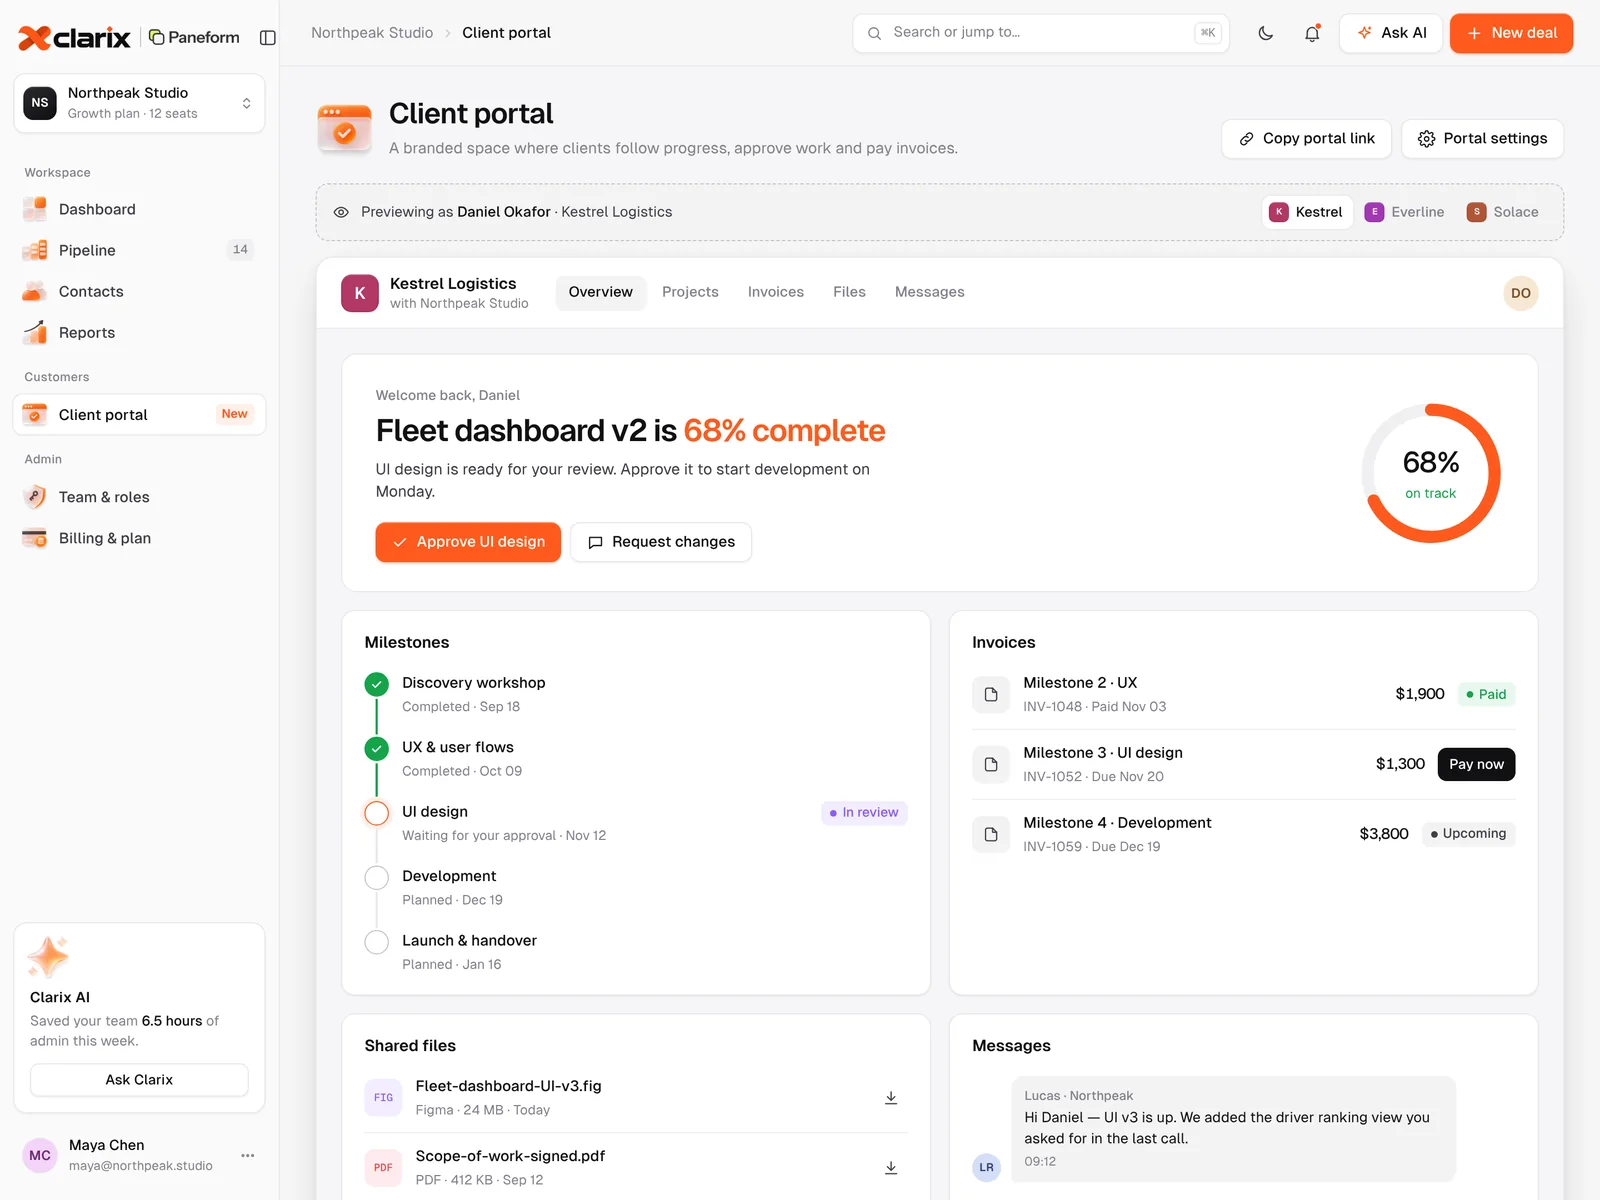 clarix
Paneform
Northpeak Studio
Client portal
Search or jump to...
⌘K
Ask AI
New deal
NS
Northpeak Studio
Growth plan · 12 seats
Workspace
Dashboard
Pipeline
14
Contacts
Reports
Customers
Client portal
New
Admin
Team & roles
Billing & plan
Clarix AI
Saved your team 6.5 hours of
admin this week.
Ask Clarix
MC
Maya Chen
maya@northpeak.studio
Client portal
A branded space where clients follow progress, approve work and pay invoices.
Copy portal link
Portal settings
Previewing as Daniel Okafor · Kestrel Logistics
K
Kestrel
E
Everline
S
Solace
K
Kestrel Logistics
with Northpeak Studio
Overview
Projects
Invoices
Files
Messages
DO
Welcome back, Daniel
Fleet dashboard v2 is 68% complete
UI design is ready for your review. Approve it to start development on
Monday.
Approve UI design
Request changes
68%
on track
Milestones
Discovery workshop
Completed · Sep 18
UX & user flows
Completed · Oct 09
UI design
Waiting for your approval · Nov 12
In review
Development
Planned · Dec 19
Launch & handover
Planned · Jan 16
Invoices
Milestone 2 · UX
INV-1048 · Paid Nov 03
$1,900
Paid
Milestone 3 · UI design
INV-1052 · Due Nov 20
$1,300
Pay now
Milestone 4 · Development
INV-1059 · Due Dec 19
$3,800
Upcoming
Shared files
FIG
Fleet-dashboard-UI-v3.fig
Figma · 24 MB · Today
PDF
Scope-of-work-signed.pdf
PDF · 412 KB · Sep 12
Messages
Lucas · Northpeak
Hi Daniel — UI v3 is up. We added the driver ranking view you
asked for in the last call.
09:12
LR